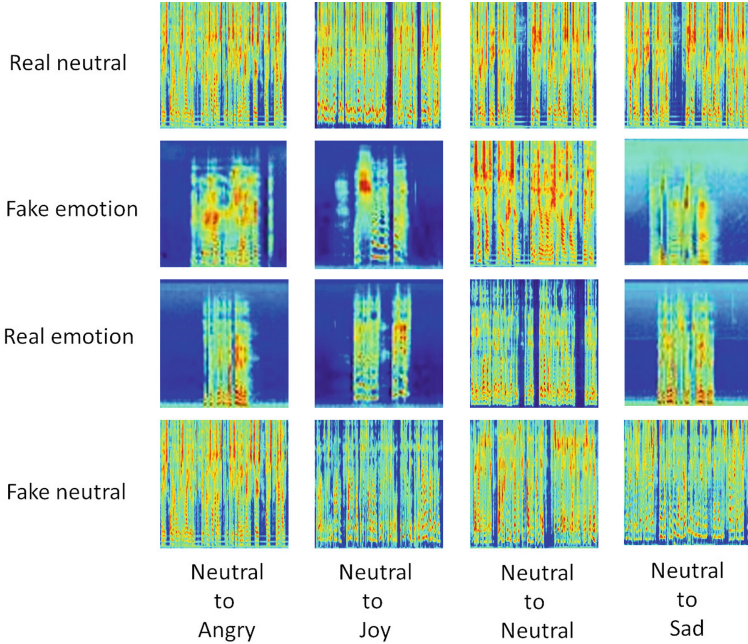 Real neutral
Fake emotion
Real emotion
Fake neutral
Neutral
to
Angry
Neutral
to
Joy
Neutral
to
Neutral
Neutral
to
Sad